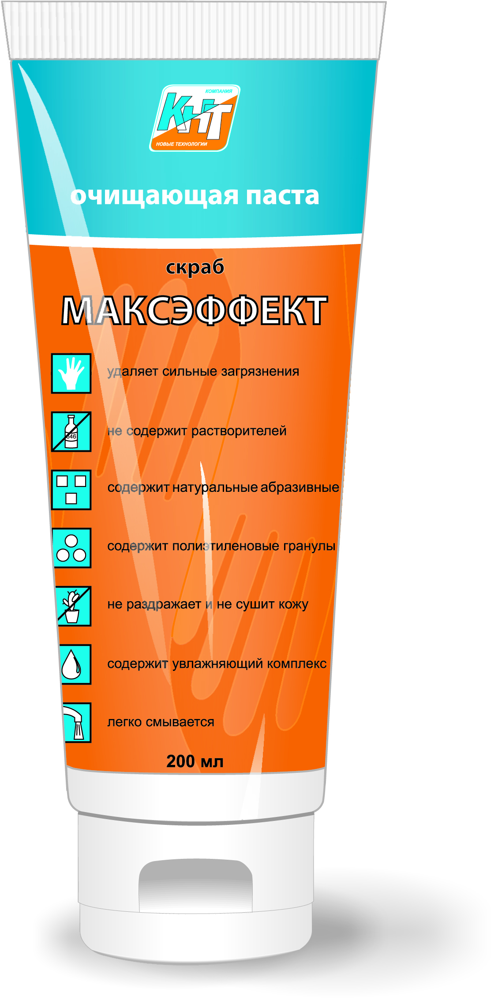 КОМПАНИЯ
КНТ
НОВЫЕ ТЕХНОЛОГИИ
очищающая паста
скраб
МАКСЭФФЕКТ
удаляет сильные загрязнения
646
не содержит растворителей
содержит натуральные абразивные
содержит полиэтиленовые гранулы
не раздражает и не сушит кожу
содержит увлажняющий комплекс
легко смывается
200 мл